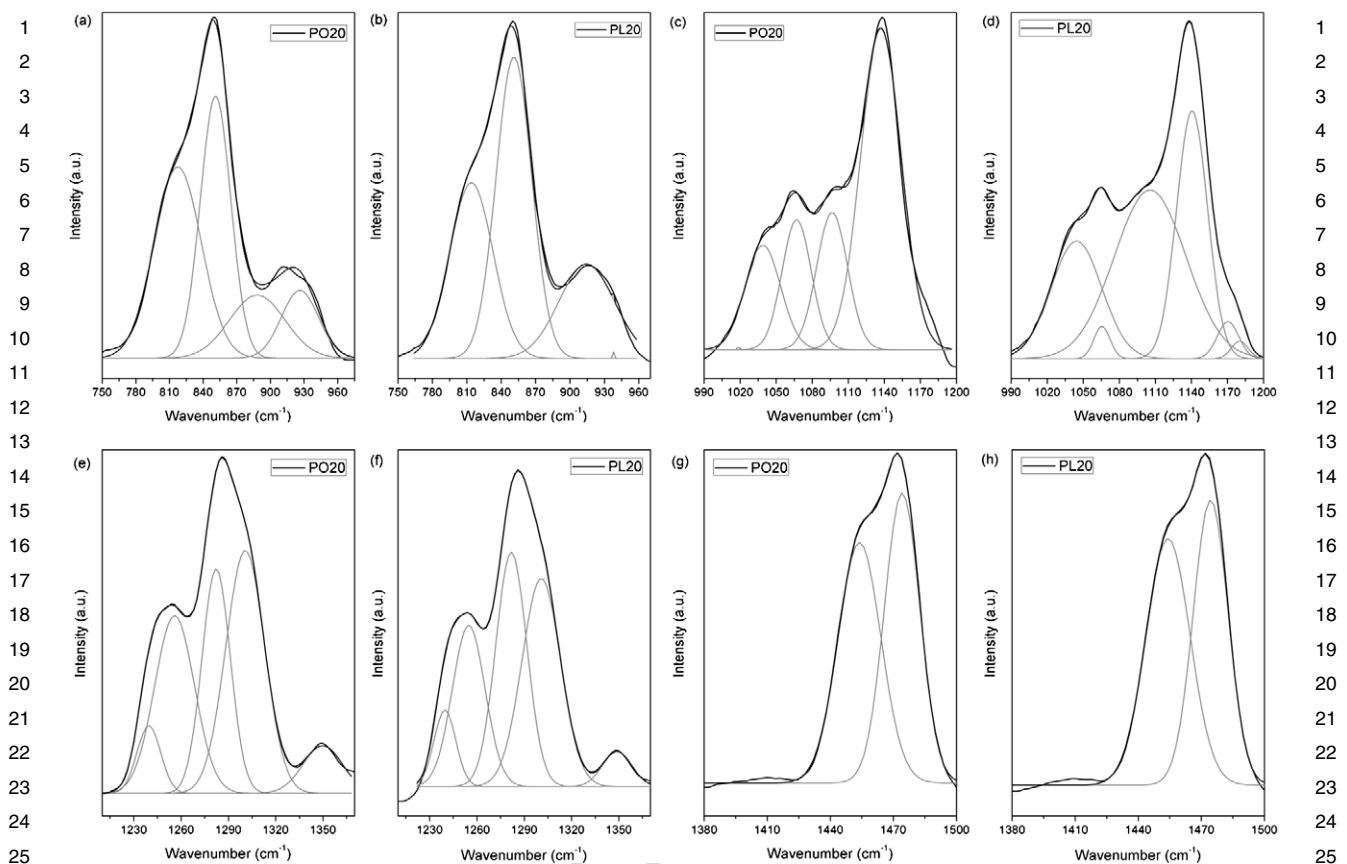 1
2
3
4
5
6
7
8
9
10
11
12
13
14
15
16
17
18
19
20
21
22
23
24
25
(a)
PO20
Intensity (a.u.)
750 780 810 840 870 900 930 960
Wavenumber (cm⁻¹)
(b)
PL20
Intensity (a.u.)
750 780 810 840 870 900 930 960
Wavenumber (cm⁻¹)
(c)
PO20
Intensity (a.u.)
990 1020 1050 1080 1110 1140 1170 1200
Wavenumber (cm⁻¹)
(d)
PL20
Intensity (a.u.)
990 1020 1050 1080 1110 1140 1170 1200
Wavenumber (cm⁻¹)
(e)
PO20
Intensity (a.u.)
1230 1260 1290 1320 1350
Wavenumber (cm⁻¹)
(f)
PL20
Intensity (a.u.)
1230 1260 1290 1320 1350
Wavenumber (cm⁻¹)
(g)
PO20
Intensity (a.u.)
1380 1410 1440 1470 1500
Wavenumber (cm⁻¹)
(h)
PL20
Intensity (a.u.)
1380 1410 1440 1470 1500
Wavenumber (cm⁻¹)
1
2
3
4
5
6
7
8
9
10
11
12
13
14
15
16
17
18
19
20
21
22
23
24
25